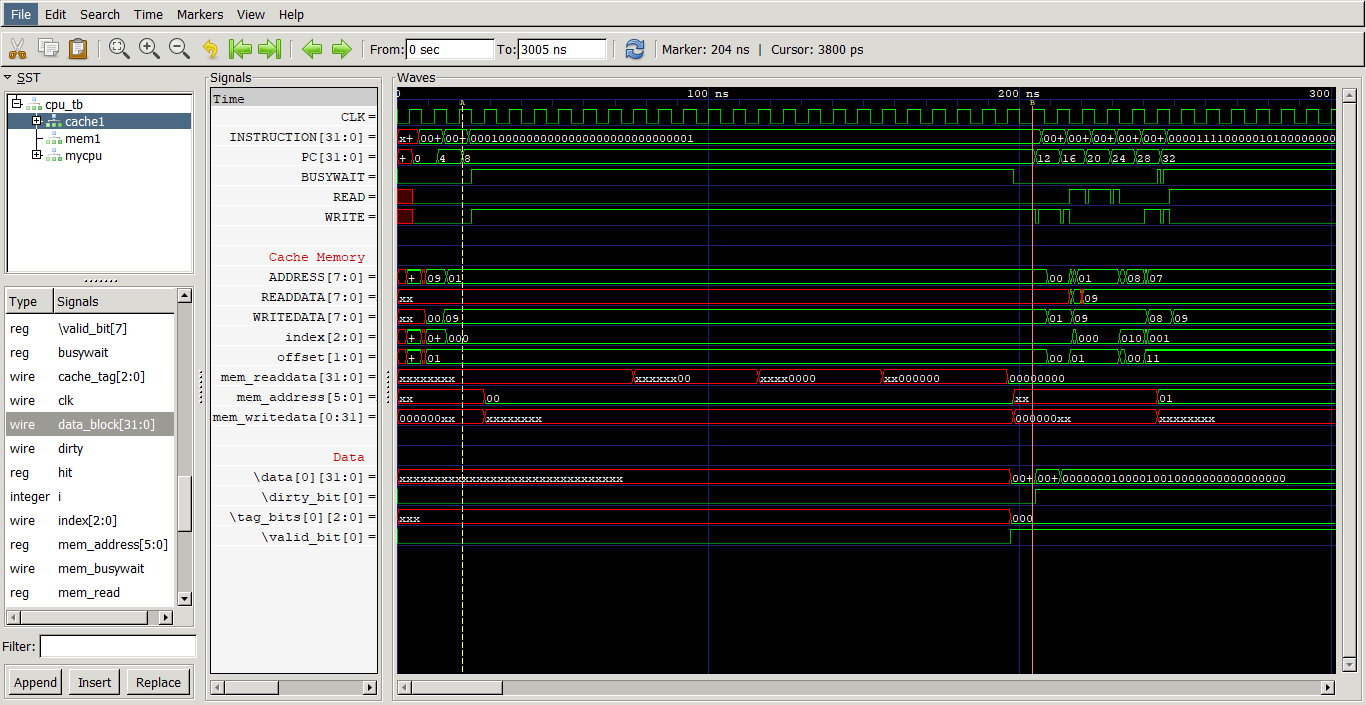 File Edit Search Time Markers View Help
From: 0 sec To: 3005 ns Marker: 204 ns | Cursor: 3800 ps
SST
cpu_tb
cache1
mem1
mycpu
Type Signals
reg \valid_bit[7]
reg busywait
wire cache_tag[2:0]
wire clk
wire data_block[31:0]
wire dirty
reg hit
integer i
wire index[2:0]
reg mem_address[5:0]
wire mem_busywait
reg mem_read
Filter:
Append Insert Replace
Signals
Time
CLK =
INSTRUCTION[31:0] =
PC[31:0] =
BUSYWAIT =
READ =
WRITE =
Cache Memory
ADDRESS[7:0] =
READDATA[7:0] =
WRITEDATA[7:0] =
index[2:0] =
offset[1:0] =
mem_readdata[31:0] =
mem_address[5:0] =
mem_writedata[0:31] =
Data
\data[0][31:0] =
\dirty_bit[0] =
\tag_bits[0][2:0] =
\valid_bit[0] =
Waves
0 100 ns 200 ns 300
A B
x+ 00+ 00+ 00010000000000000000000000000001 00+ 00+ 00+ 00+ 00+ 00001111000001010000000
+ 0 4 8 12 16 20 24 28 32
+ 09 01 00 01 08 07
xx 09
xx 00 09 01 09 08 09
+ 0+ 000 000 010 001
+ 01 00 01 00 11
xxxxxxxx xxxxxx00 xxxx0000 xx000000 00000000
xx 00 xx 01
000000xx xxxxxxxx 000000xx xxxxxxxx
xxxxxxxxxxxxxxxxxxxxxxxxxxxxxxxx 00+ 00+ 00000001000010010000000000000000
xxx 000